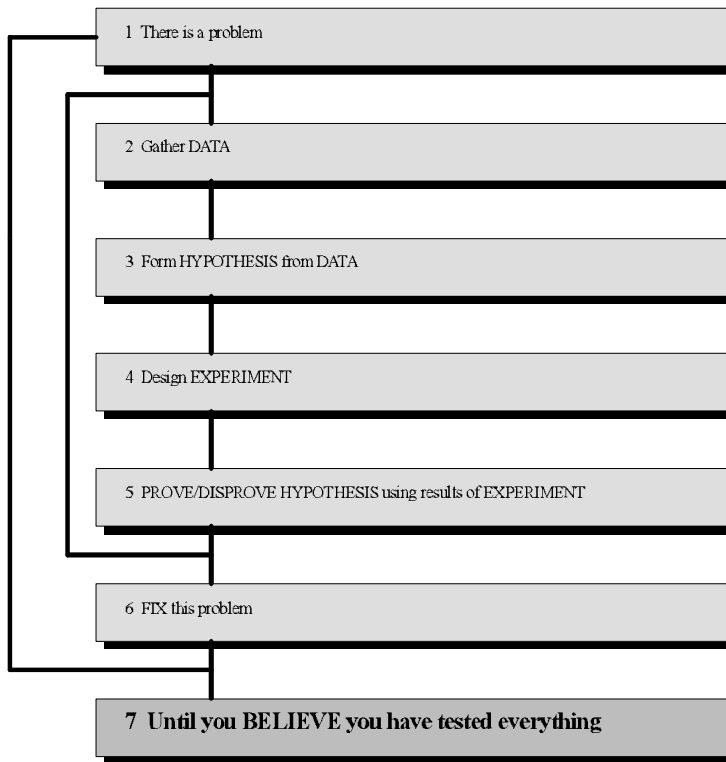 1 There is a problem
2 Gather DATA
3 Form HYPOTHESIS from DATA
4 Design EXPERIMENT
5 PROVE/DISPROVE HYPOTHESIS using results of EXPERIMENT
6 FIX this problem
7 Until you BELIEVE you have tested everything